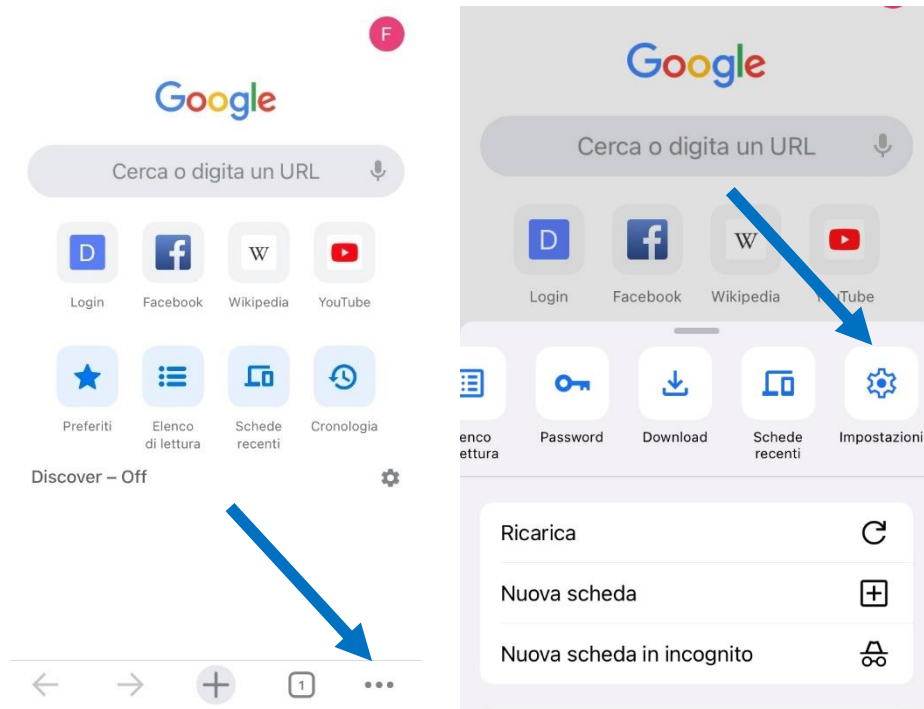 F
Google
Cerca o digita un URL
D
f
W
Login
Facebook
Wikipedia
YouTube
Preferiti
Elenco
di lettura
Schede
recenti
Cronologia
Discover – Off
1
Google
Cerca o digita un URL
D
f
W
Login
Facebook
Wikipedia
YouTube
enco
ettura
Password
Download
Schede
recenti
Impostazioni
Ricarica
Nuova scheda
Nuova scheda in incognito